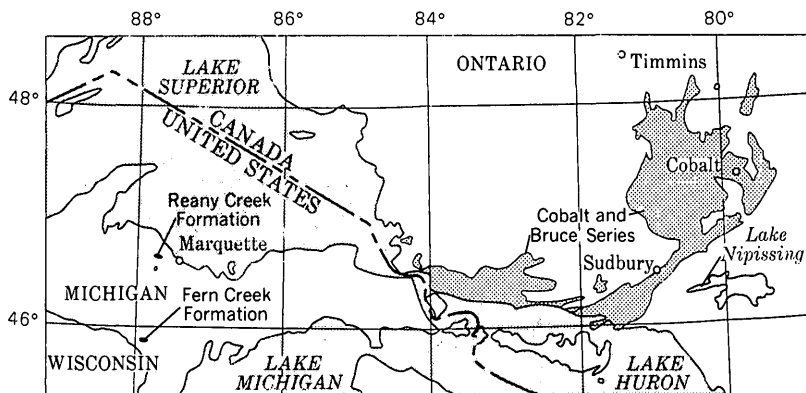 88° 86° 84° 82° 80°
LAKE
SUPERIOR
ONTARIO
Timmins
48°
CANADA
UNITED STATES
Cobalt
Reany Creek
Formation
Cobalt and
Bruce Series
Marquette
Sudbury
Lake
Nipissing
MICHIGAN
Fern Creek
Formation
46°
WISCONSIN
LAKE
MICHIGAN
LAKE
HURON